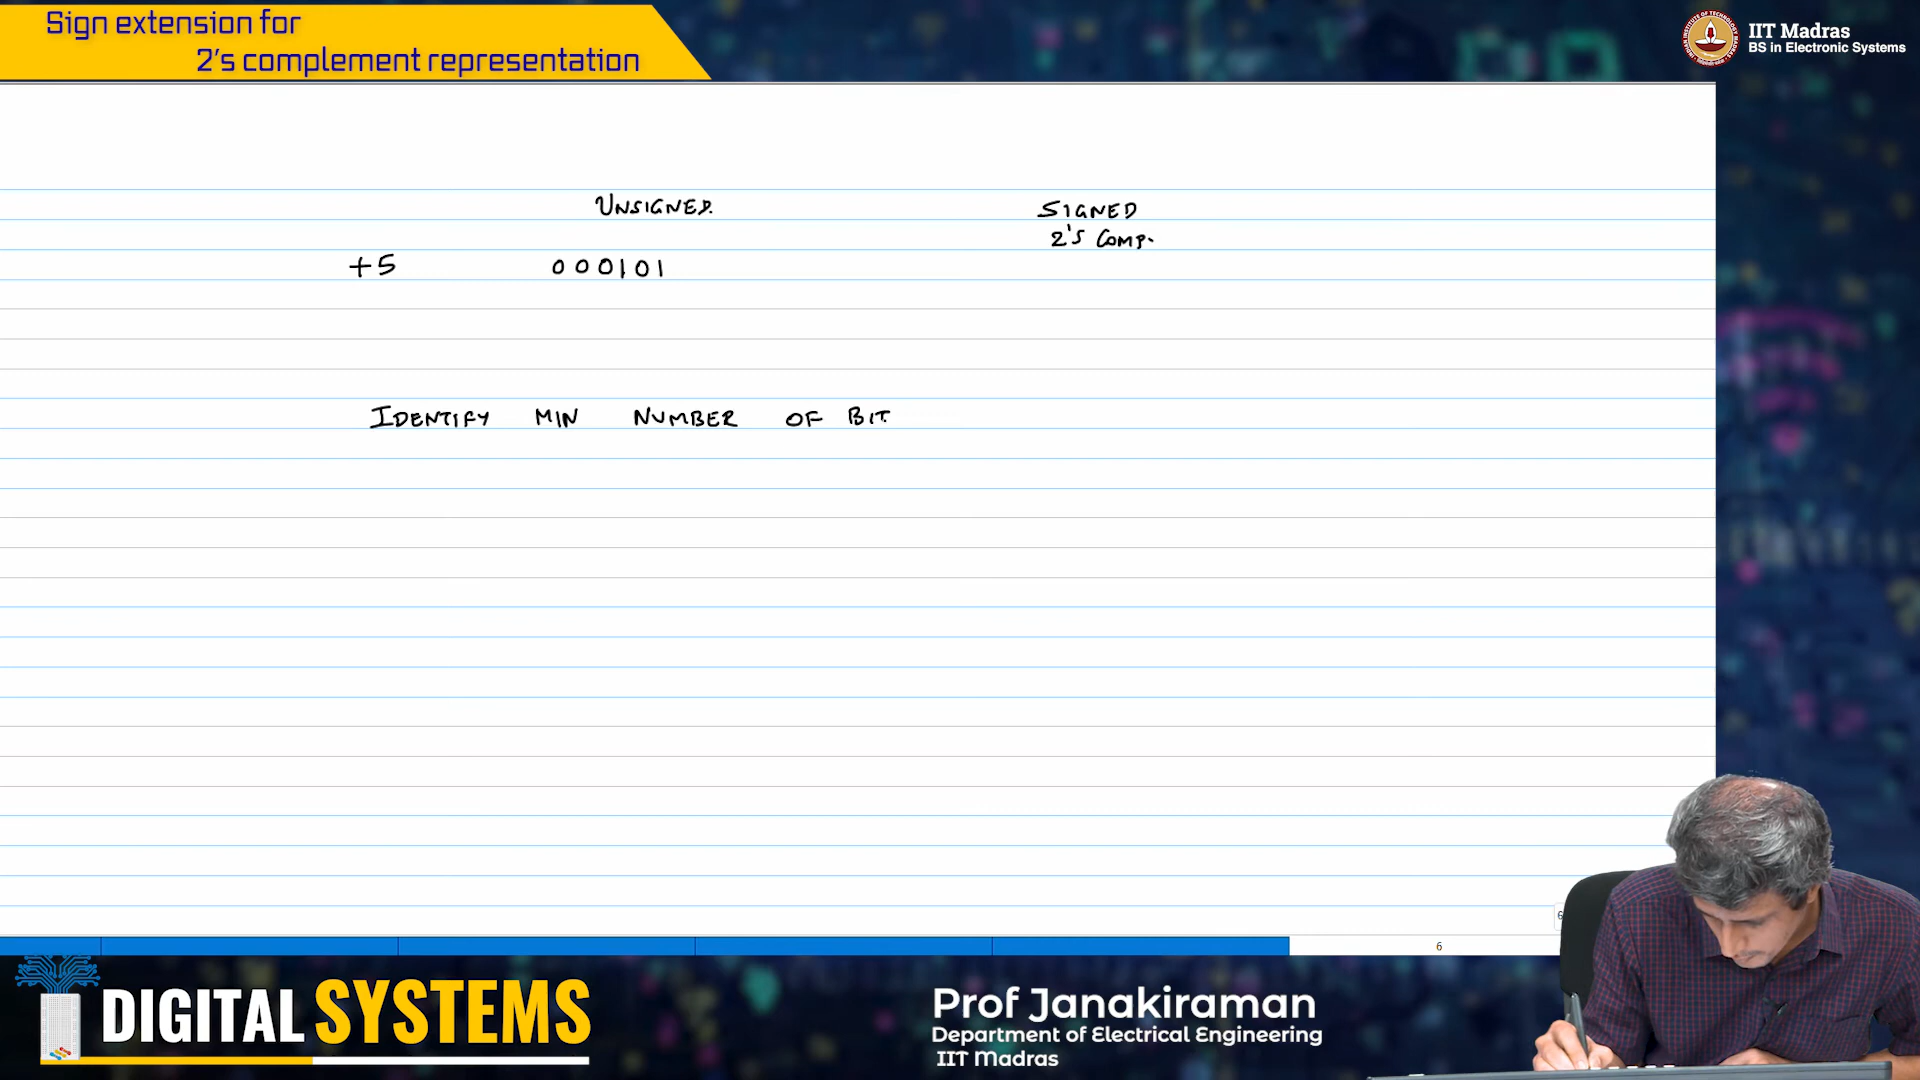 Sign extension for
2's complement representation
IIT Madras
BS in Electronic Systems
UNSIGNED.
SIGNED
2's COMP.
+5 000101
IDENTIFY MIN NUMBER OF BIT
6
6
DIGITAL SYSTEMS
Prof Janakiraman
Department of Electrical Engineering
IIT Madras